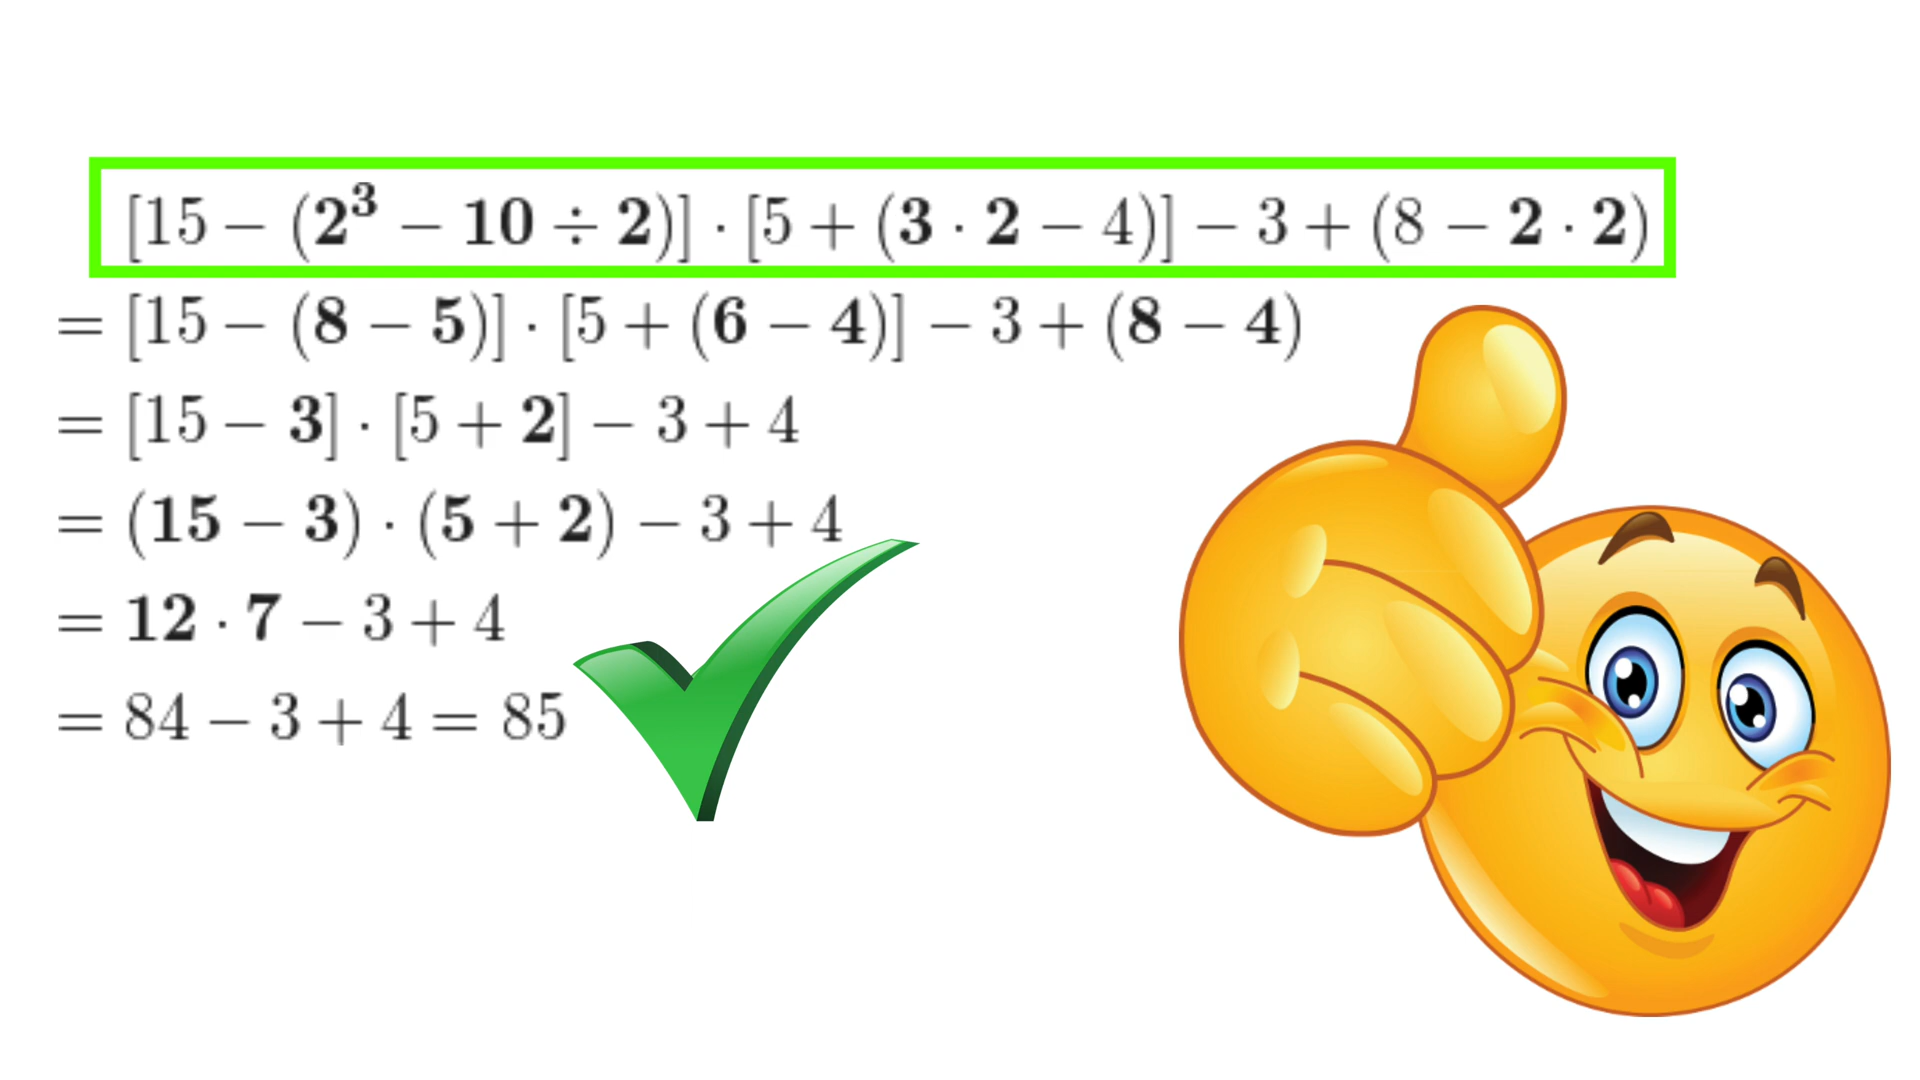 [15 − (2³ − 10 ÷ 2)] · [5 + (3 · 2 − 4)] − 3 + (8 − 2 · 2)
= [15 − (8 − 5)] · [5 + (6 − 4)] − 3 + (8 − 4)
= [15 − 3] · [5 + 2] − 3 + 4
= (15 − 3) · (5 + 2) − 3 + 4
= 12 · 7 − 3 + 4
= 84 − 3 + 4 = 85